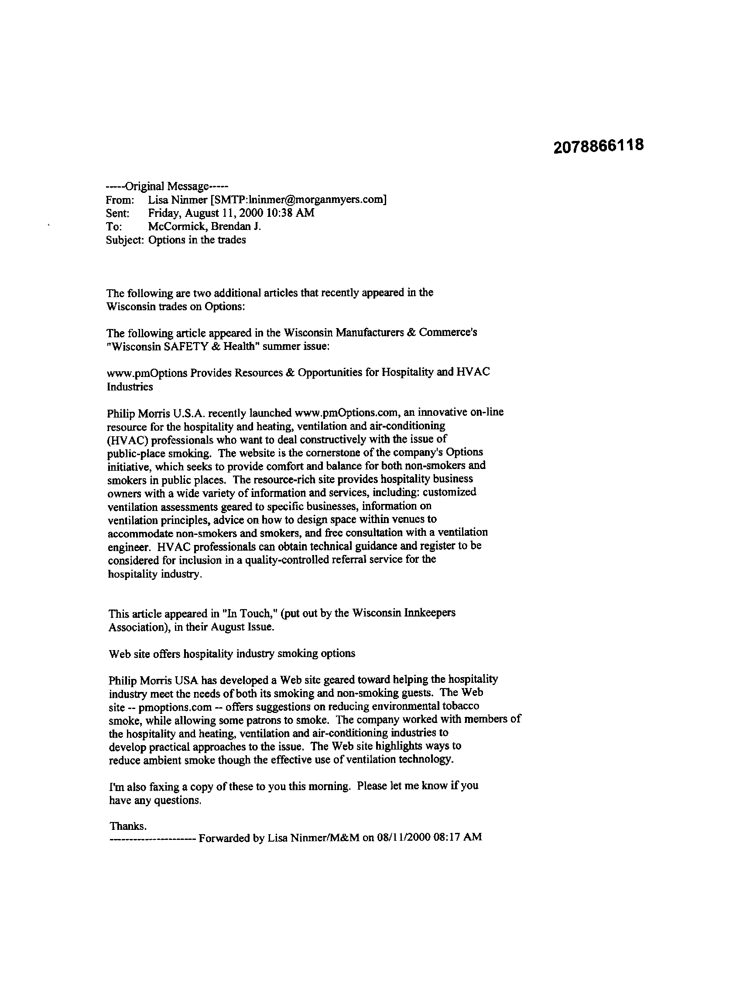 2078866118
-----Original Message-----
From: Lisa Ninmer [SMTP:lninmer@morganmyers.com]
Sent: Friday, August 11, 2000 10:38 AM
To: McCormick, Brendan J.
Subject: Options in the trades
The following are two additional articles that recently appeared in the
Wisconsin trades on Options:
The following article appeared in the Wisconsin Manufacturers & Commerce's
"Wisconsin SAFETY & Health" summer issue:
www.pmOptions Provides Resources & Opportunities for Hospitality and HVAC
Industries
Philip Morris U.S.A. recently launched www.pmOptions.com, an innovative on-line
resource for the hospitality and heating, ventilation and air-conditioning
(HVAC) professionals who want to deal constructively with the issue of
public-place smoking. The website is the cornerstone of the company's Options
initiative, which seeks to provide comfort and balance for both non-smokers and
smokers in public places. The resource-rich site provides hospitality business
owners with a wide variety of information and services, including: customized
ventilation assessments geared to specific businesses, information on
ventilation principles, advice on how to design space within venues to
accommodate non-smokers and smokers, and free consultation with a ventilation
engineer. HVAC professionals can obtain technical guidance and register to be
considered for inclusion in a quality-controlled referral service for the
hospitality industry.
This article appeared in "In Touch," (put out by the Wisconsin Innkeepers
Association), in their August Issue.
Web site offers hospitality industry smoking options
Philip Morris USA has developed a Web site geared toward helping the hospitality
industry meet the needs of both its smoking and non-smoking guests. The Web
site -- pmoptions.com -- offers suggestions on reducing environmental tobacco
smoke, while allowing some patrons to smoke. The company worked with members of
the hospitality and heating, ventilation and air-conditioning industries to
develop practical approaches to the issue. The Web site highlights ways to
reduce ambient smoke though the effective use of ventilation technology.
I'm also faxing a copy of these to you this morning. Please let me know if you
have any questions.
Thanks.
---------------------- Forwarded by Lisa Ninmer/M&M on 08/11/2000 08:17 AM